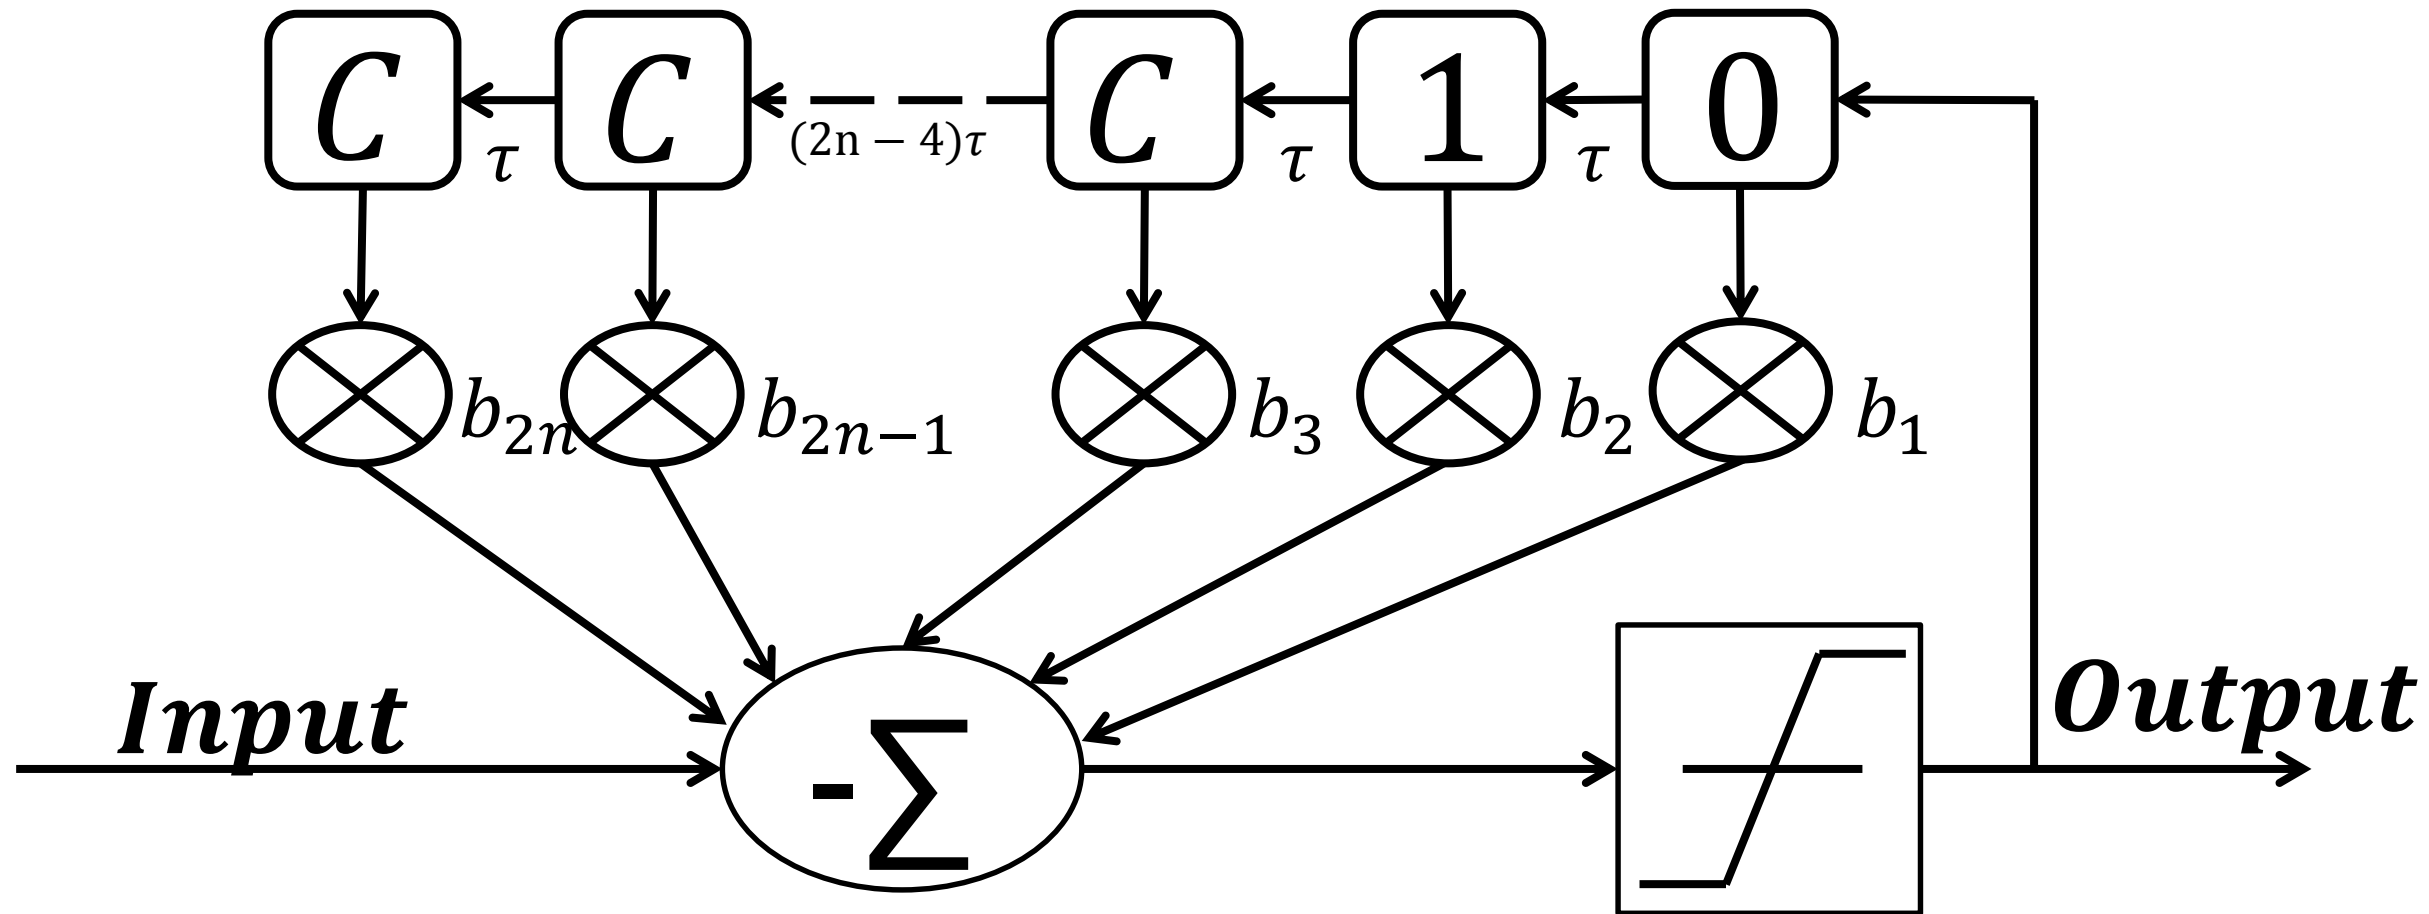 C C C 1 0
τ (2n − 4)τ τ τ
b₂ₙ b₂ₙ₋₁ b₃ b₂ b₁
Input -∑ Output